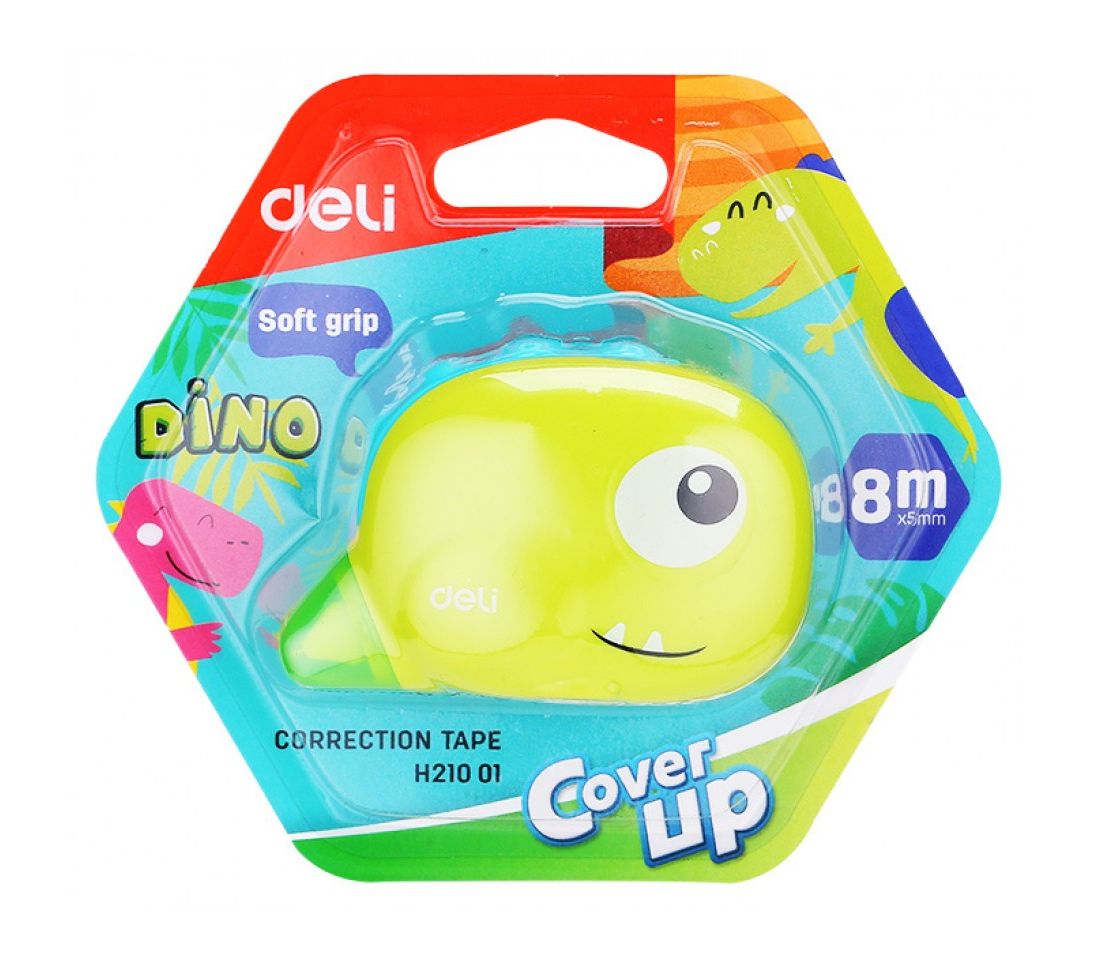 deli
Soft grip
DiNO
8m
x5mm
deli
CORRECTION TAPE
H210 01
Cover
up